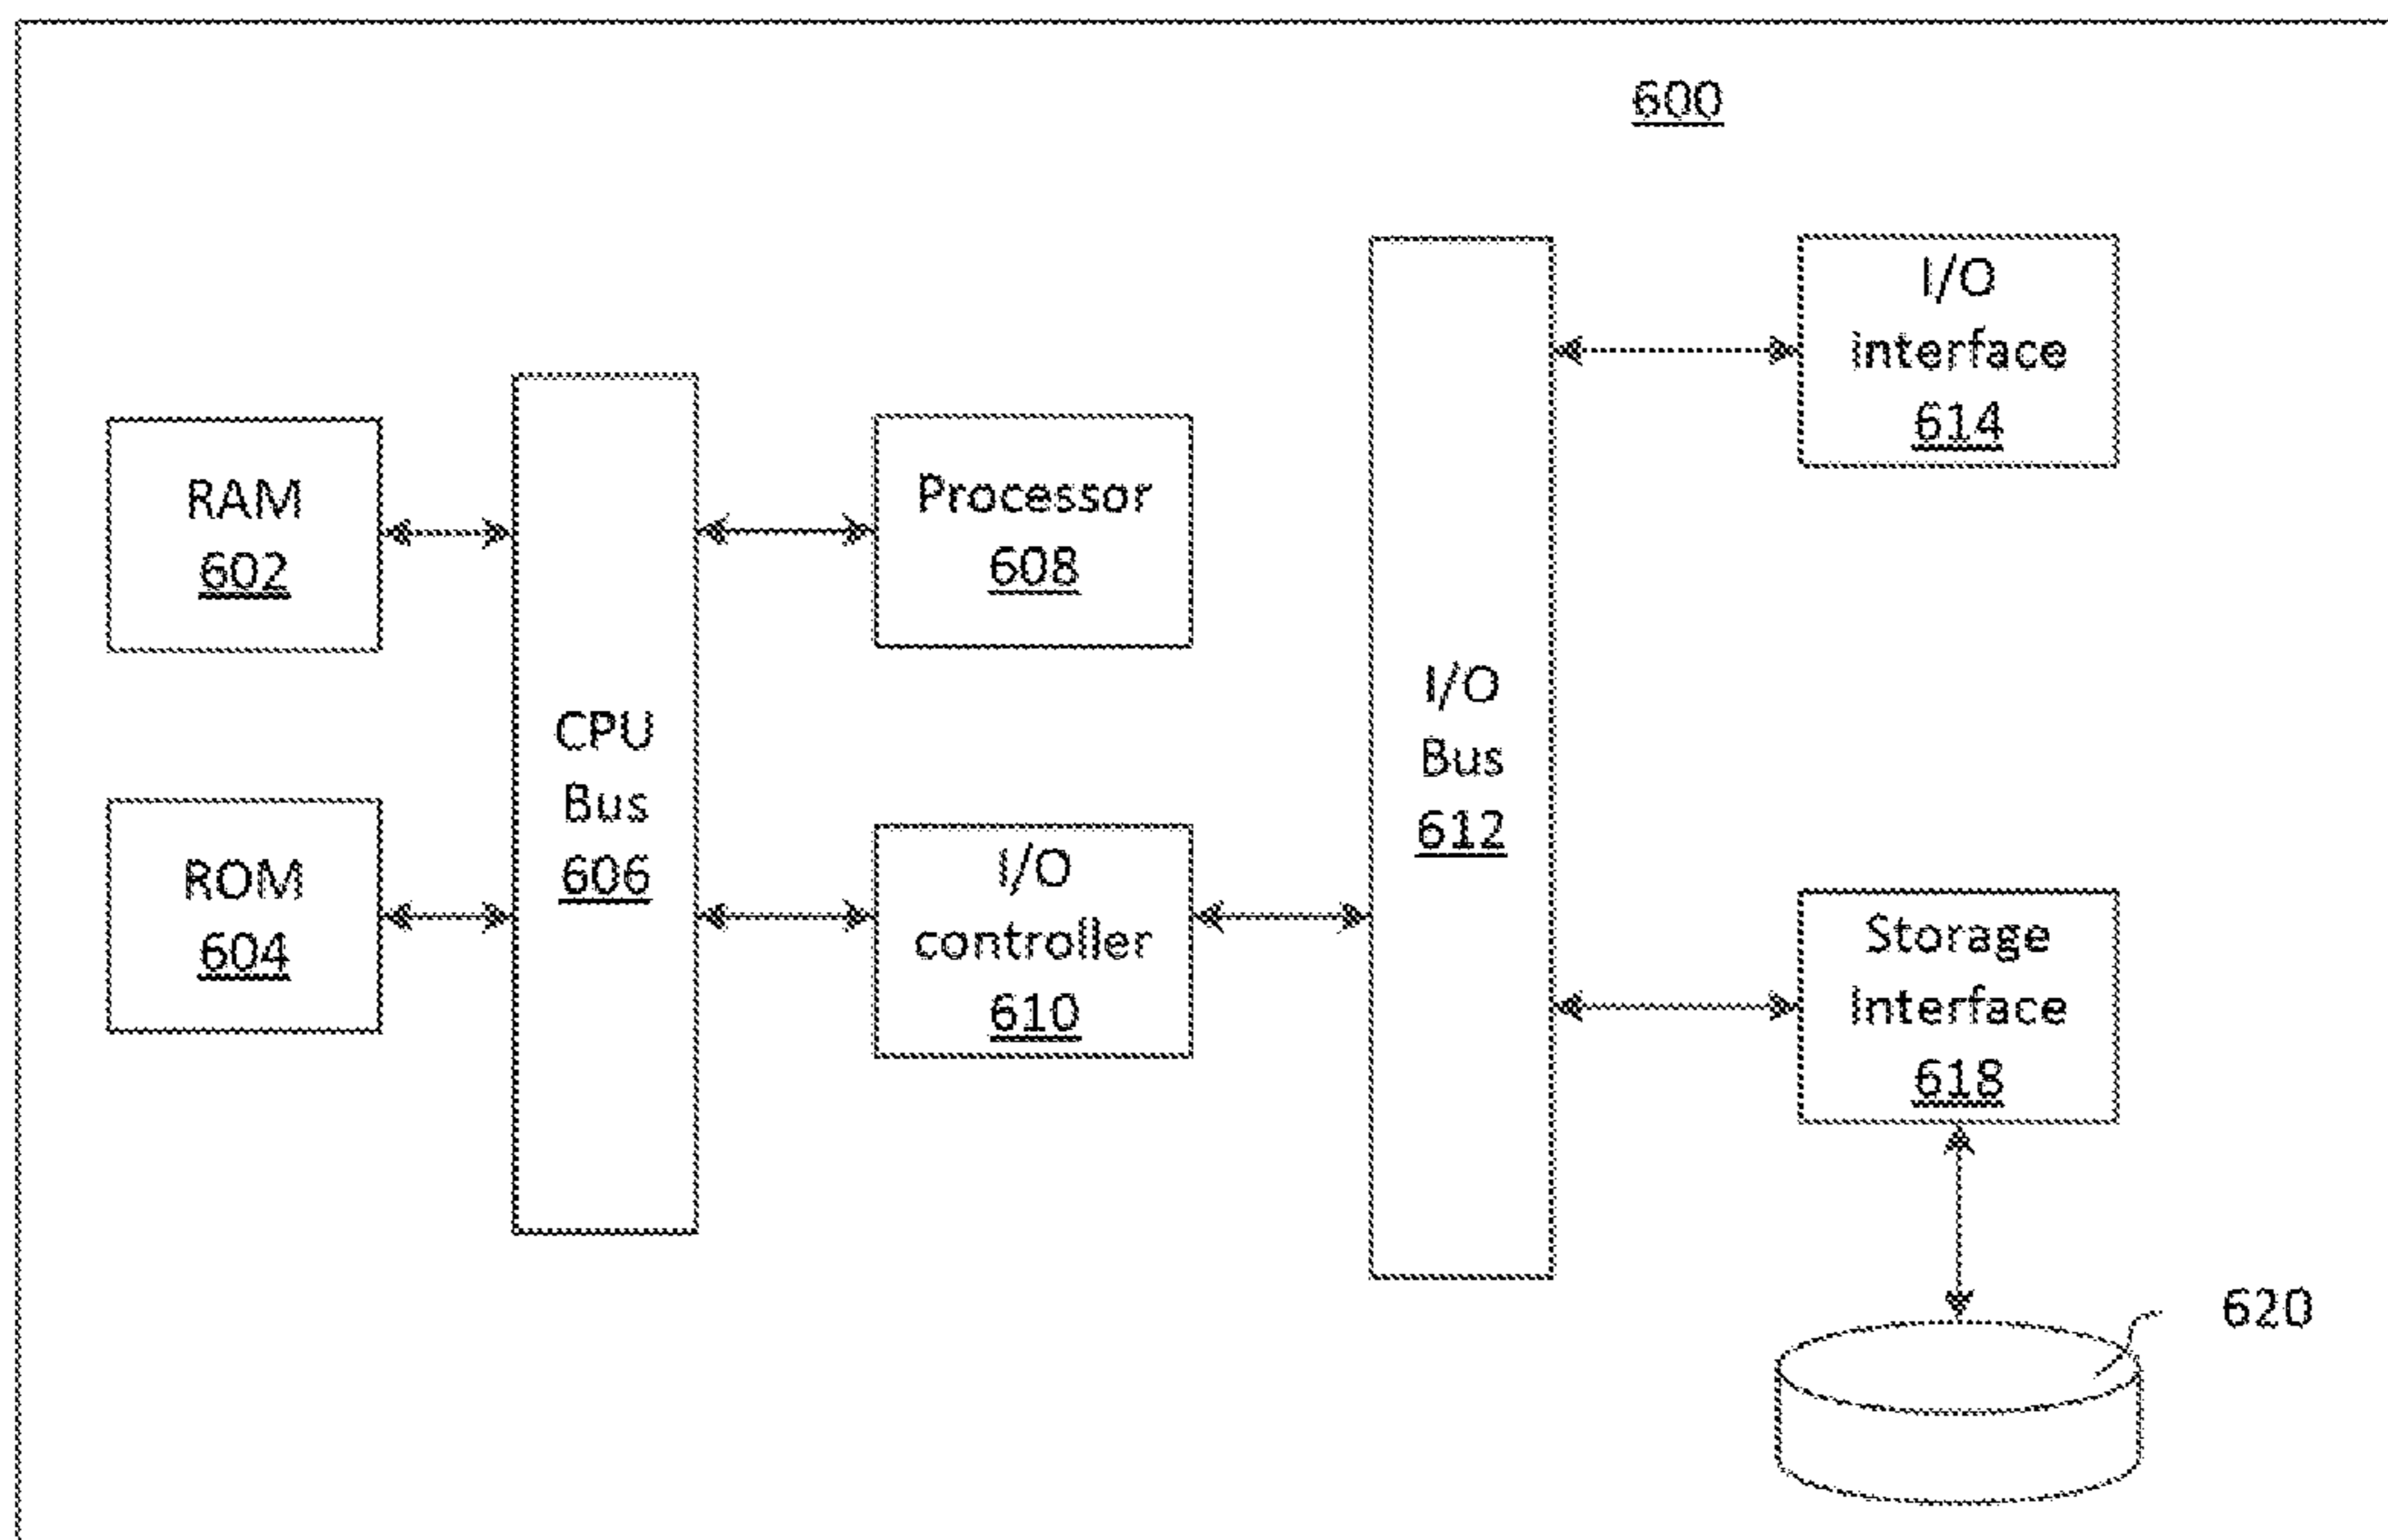 600
RAM
602
ROM
604
CPU
Bus
606
Processor
608
I/O
controller
610
I/O
Bus
612
I/O
interface
614
Storage
Interface
618
620